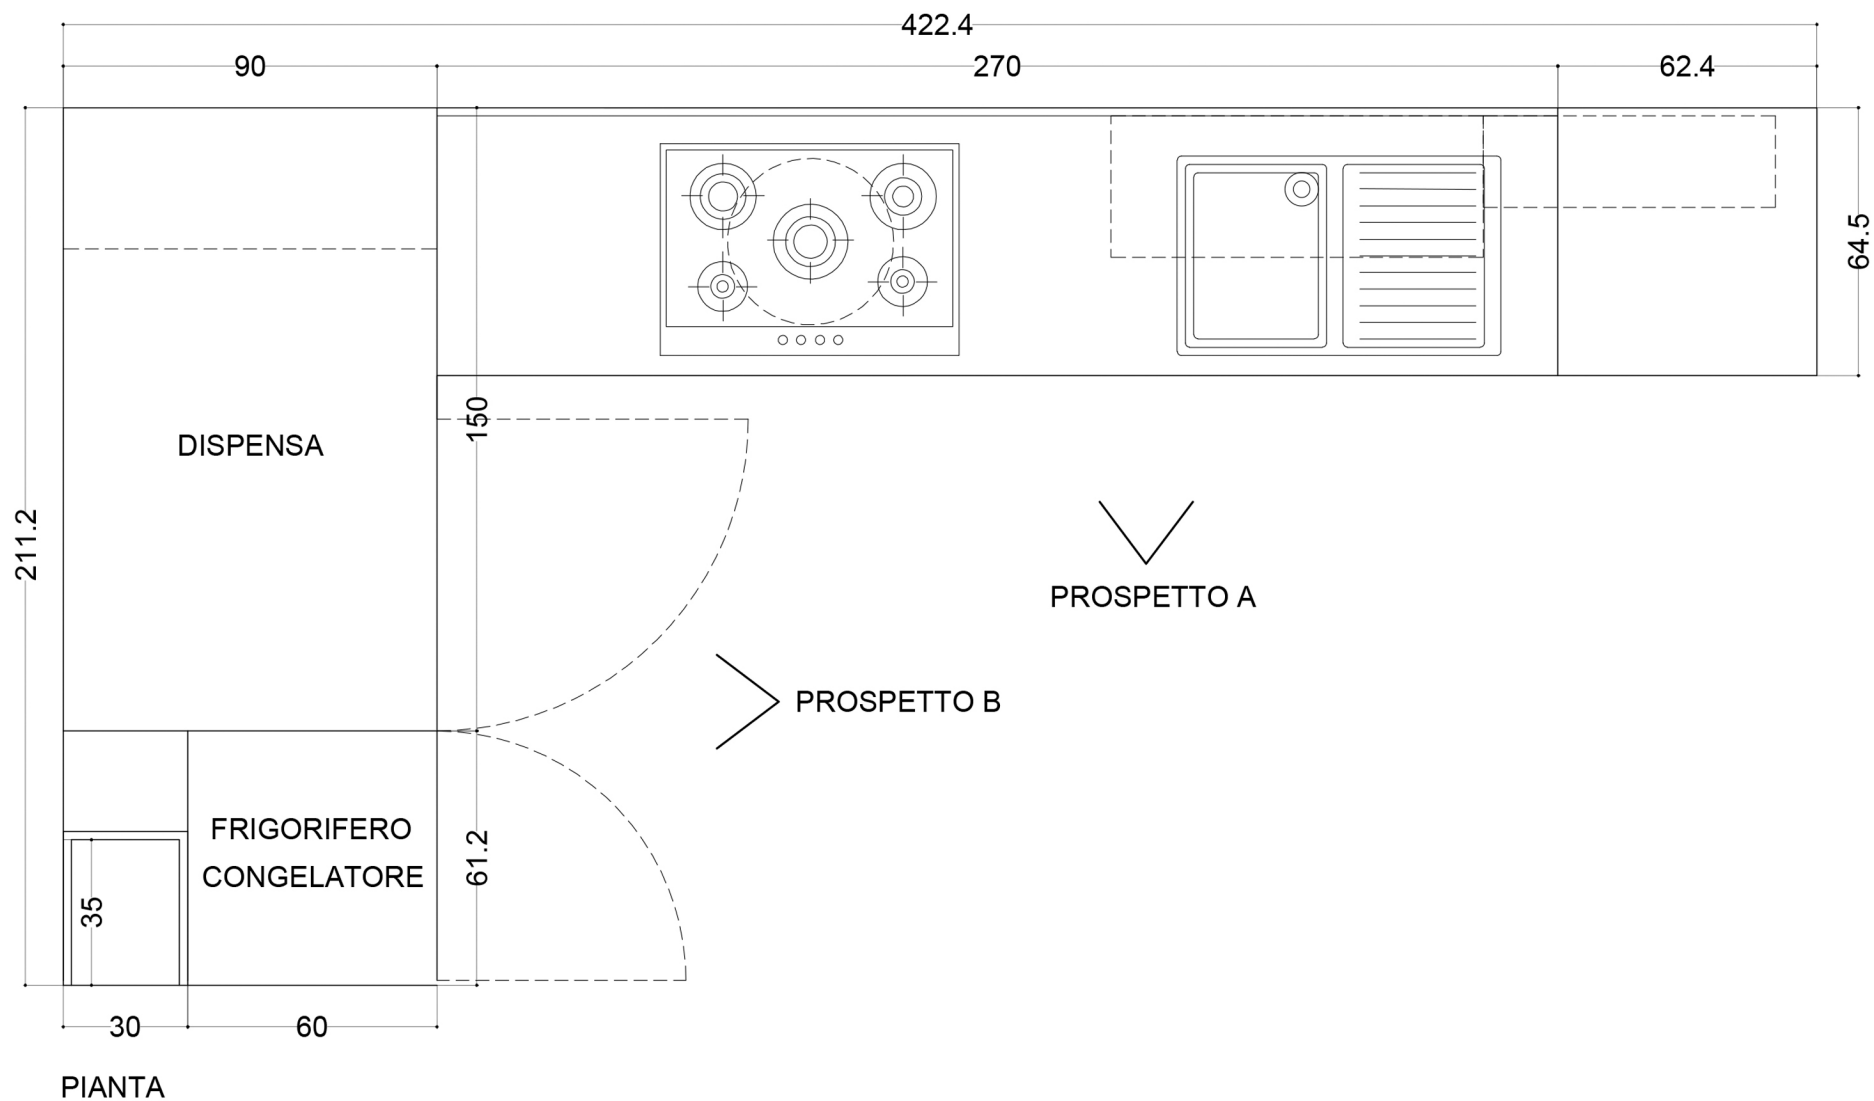 422.4
90
270
62.4
64.5
150
DISPENSA
211.2
PROSPETTO A
PROSPETTO B
FRIGORIFERO
CONGELATORE
61.2
35
30
60
PIANTA